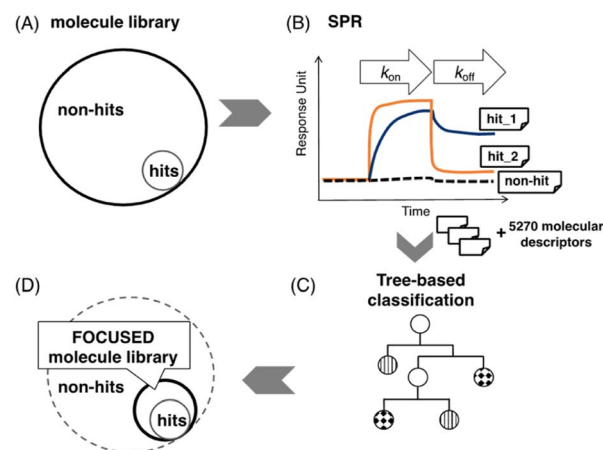 (A) molecule library
non-hits
hits
(B) SPR
Response Unit
kon
koff
hit_1
hit_2
non-hit
Time
+ 5270 molecular
descriptors
(C) Tree-based
classification
(D)
FOCUSED
molecule library
non-hits
hits